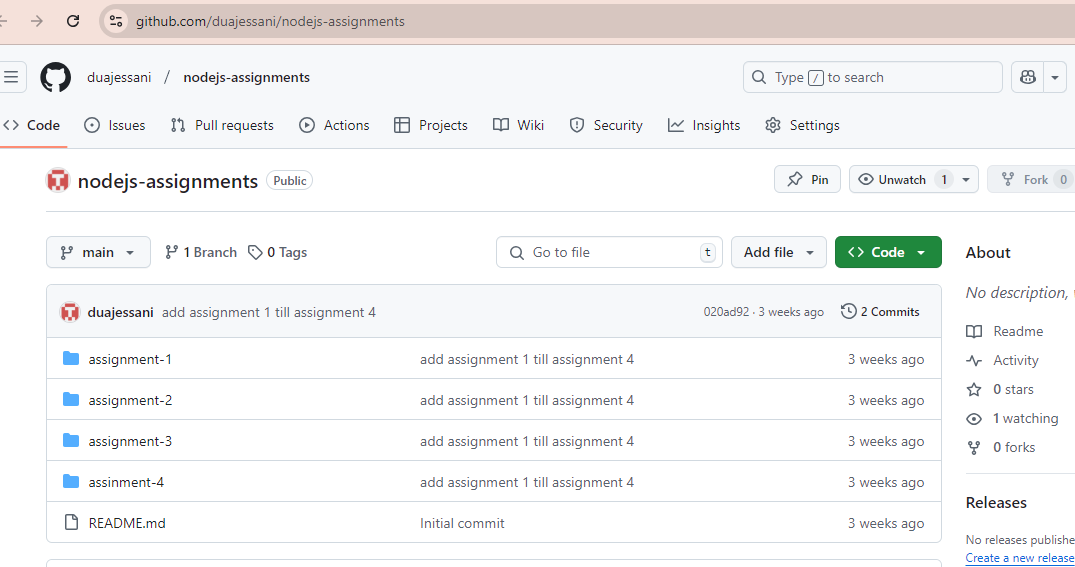 github.com/duajessani/nodejs-assignments
duajessani / nodejs-assignments
Type / to search
Code Issues Pull requests Actions Projects Wiki Security Insights Settings
nodejs-assignments Public
Pin Unwatch 1 Fork 0
main 1 Branch 0 Tags Go to file t Add file Code
duajessani add assignment 1 till assignment 4 020ad92 · 3 weeks ago 2 Commits
assignment-1 add assignment 1 till assignment 4 3 weeks ago
assignment-2 add assignment 1 till assignment 4 3 weeks ago
assignment-3 add assignment 1 till assignment 4 3 weeks ago
assinment-4 add assignment 1 till assignment 4 3 weeks ago
README.md Initial commit 3 weeks ago
About
No description,
Readme
Activity
0 stars
1 watching
0 forks
Releases
No releases publishe
Create a new release